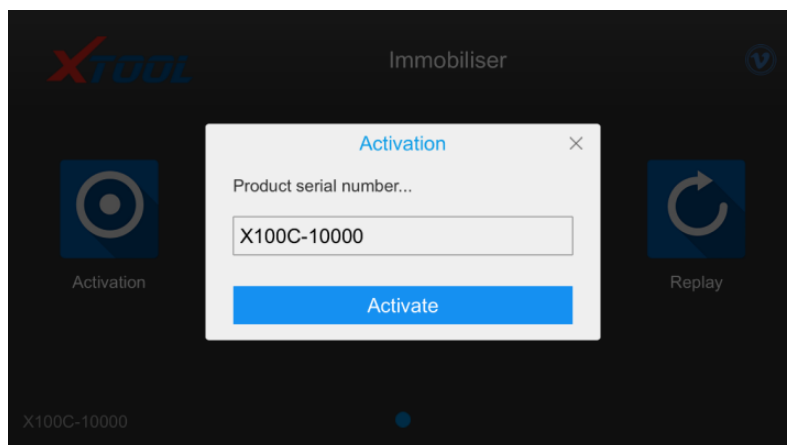 XTOOL
Immobiliser
Activation
Product serial number...
X100C-10000
Activate
Activation
Replay
X100C-10000